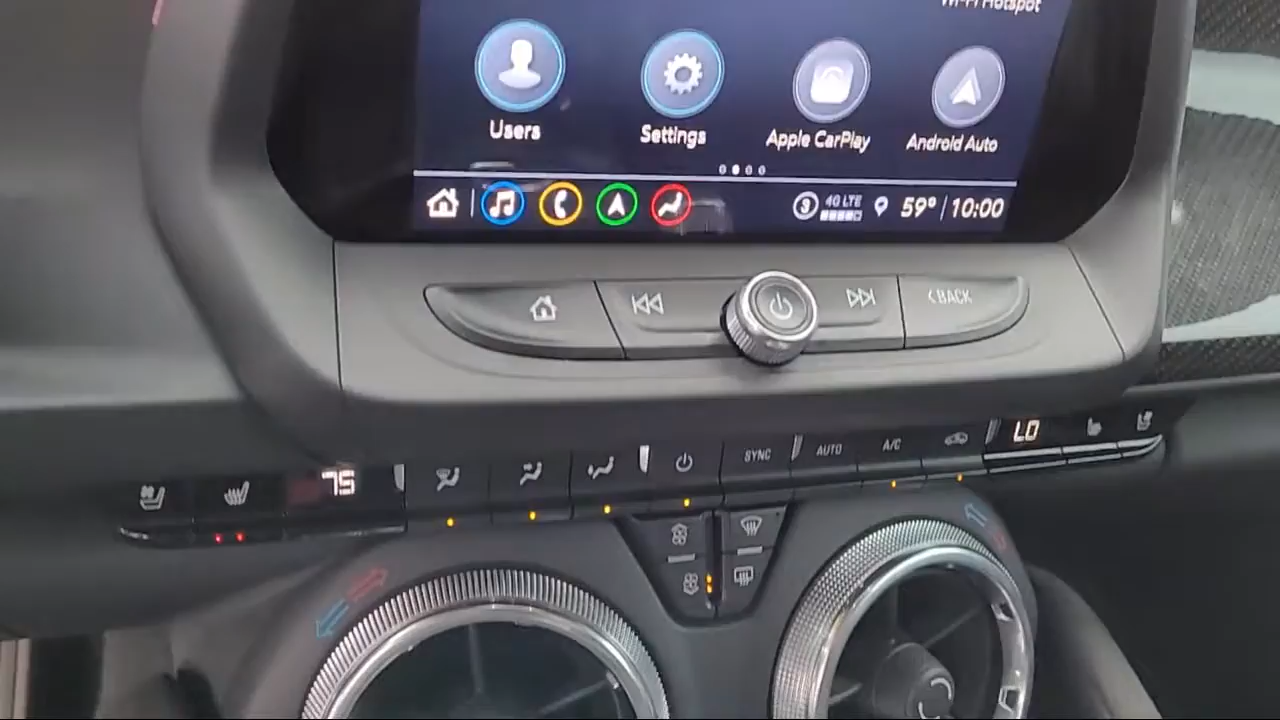 Wi-Fi Hotspot
Users
Settings
Apple CarPlay
Android Auto
3
4G LTE
59° 10:00
BACK
75
SYNC
AUTO
A/C
LO